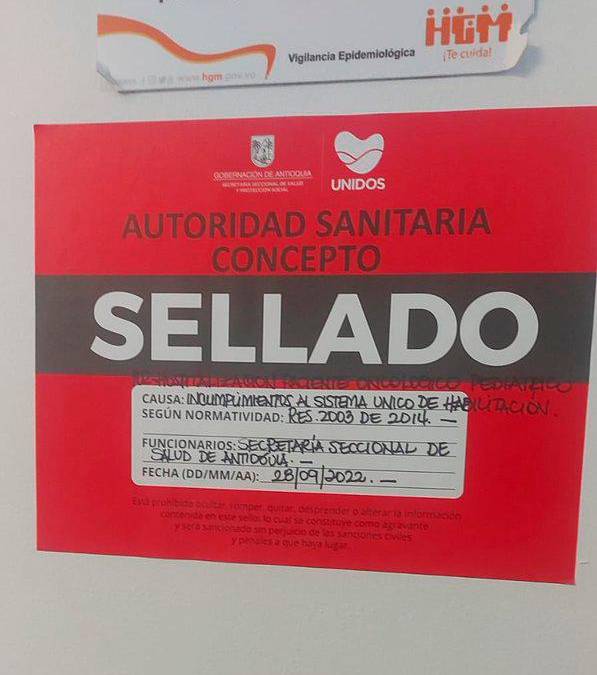 HGM
¡Te cuida!
Vigilancia Epidemiológica
www.hgm.gov.co
GOBERNACIÓN DE ANTIOQUIA
SECRETARÍA SECCIONAL DE SALUD
Y PROTECCIÓN SOCIAL
UNIDOS
AUTORIDAD SANITARIA
CONCEPTO
SELLADO
HOSPITALIZACIÓN PACIENTE ONCOLÓGICO PEDIÁTRICO
CAUSA: INCUMPLIMIENTOS AL SISTEMA UNICO DE HABILITACIÓN.
SEGÚN NORMATIVIDAD: RES. 2003 DE 2014. —
FUNCIONARIOS: SECRETARÍA SECCIONAL DE
SALUD DE ANTIOQUIA. —
FECHA (DD/MM/AA): 28/09/2022. —
Está prohibido ocultar, romper, quitar, desprender o alterar la información
contenida en este sello, lo cual se constituye como agravante
y será sancionado sin perjuicio de las sanciones civiles
y penales a que haya lugar.